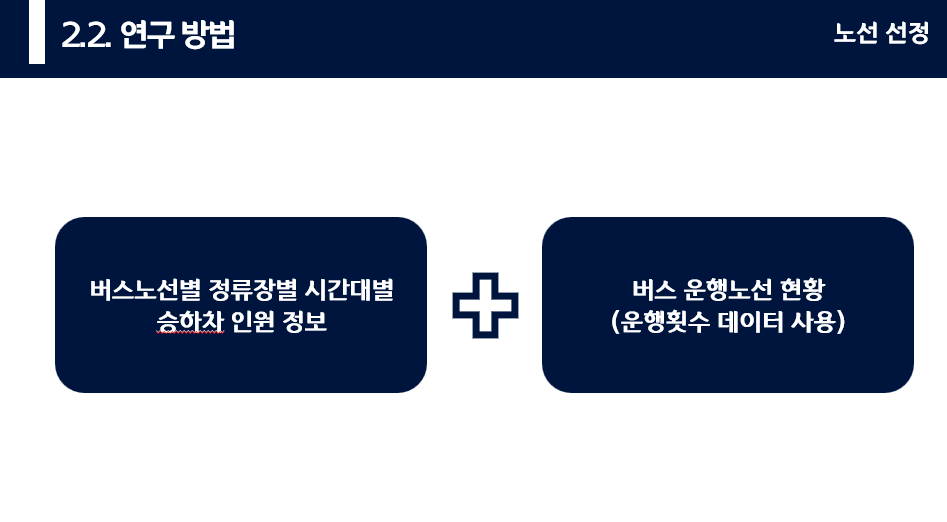 2.2. 연구 방법
노선 선정
버스노선별 정류장별 시간대별
승하차 인원 정보
버스 운행노선 현황
(운행횟수 데이터 사용)